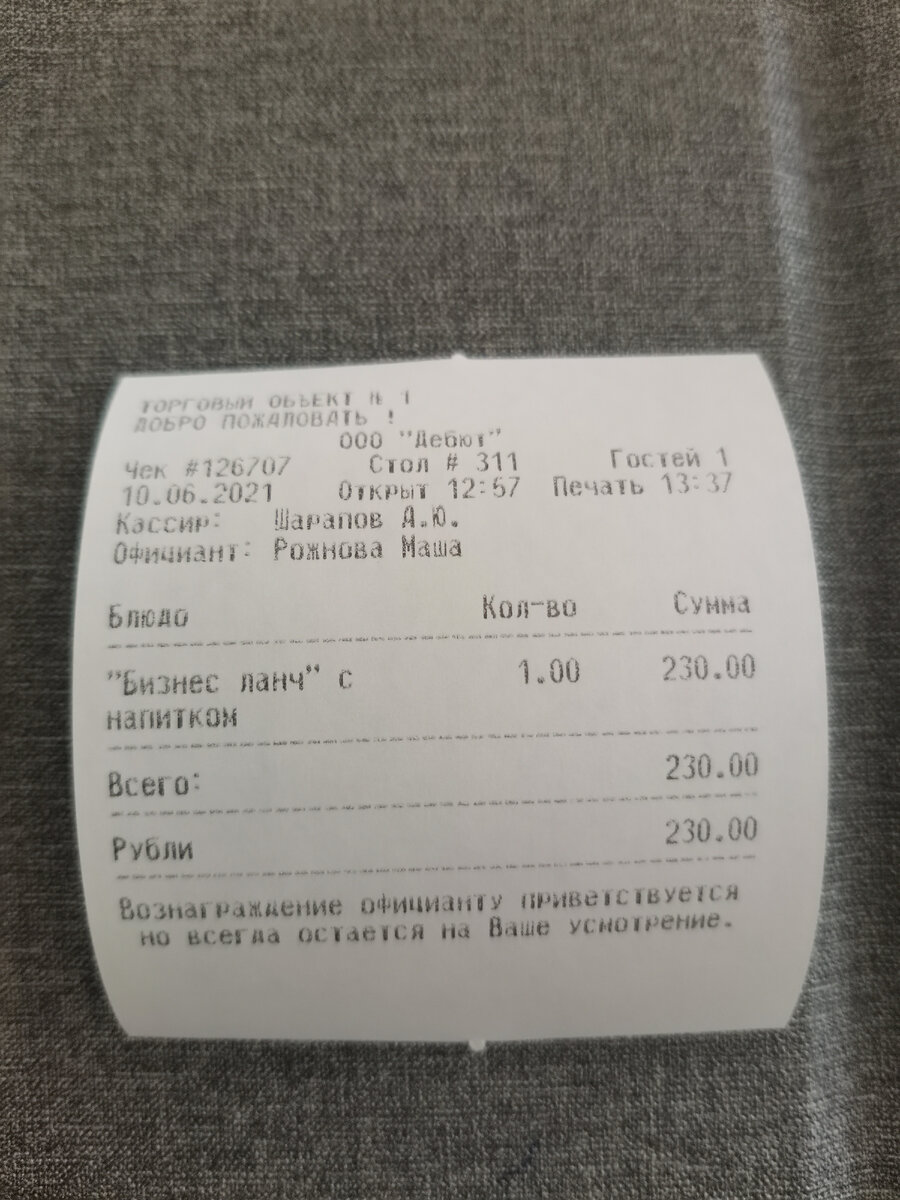 ТОРГОВЫЙ ОБЪЕКТ № 1
ДОБРО ПОЖАЛОВАТЬ !
ООО "Дебют"
Чек #126707 Стол # 311 Гостей 1
10.06.2021 Открыт 12:57 Печать 13:37
Кассир: Шарапов А.Ю.
Официант: Рожнова Маша
Блюдо Кол-во Сумма
"Бизнес ланч" с 1.00 230.00
напитком
Всего: 230.00
Рубли 230.00
Вознаграждение официанту приветствуется
но всегда остается на Ваше усмотрение.